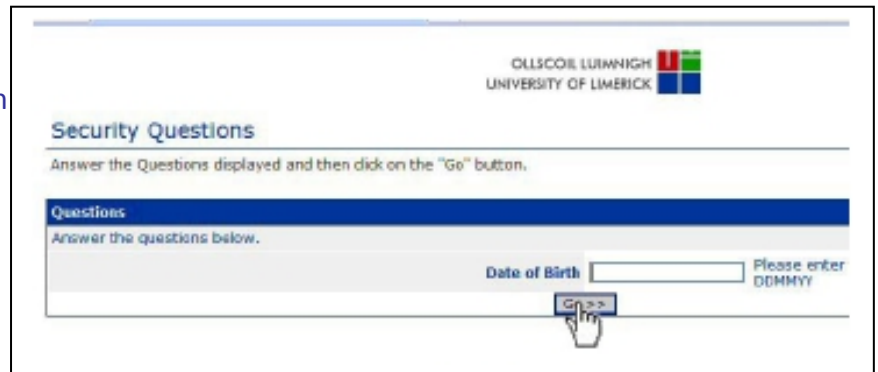 OLLSCOIL LUIMNIGH
UNIVERSITY OF LIMERICK
Security Questions
Answer the Questions displayed and then click on the "Go" button.
Questions
Answer the questions below.
Date of Birth Please enter
DDMMYY
Go >>